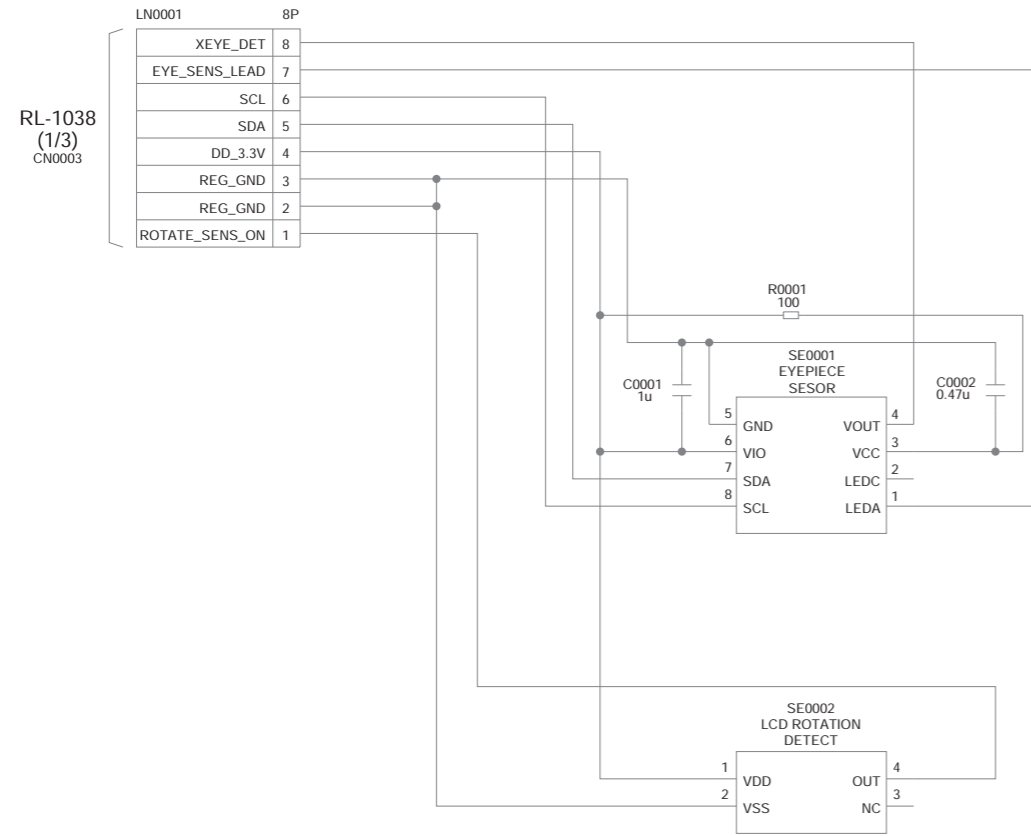 LN0001 8P
XEYE_DET 8
EYE_SENS_LEAD 7
SCL 6
SDA 5
DD_3.3V 4
REG_GND 3
REG_GND 2
ROTATE_SENS_ON 1
RL-1038
(1/3)
CN0003
R0001
100
SE0001
EYEPIECE
SESOR
C0001
1u
C0002
0.47u
5 GND VOUT 4
6 VIO VCC 3
7 SDA LEDC 2
8 SCL LEDA 1
SE0002
LCD ROTATION
DETECT
1 VDD OUT 4
2 VSS NC 3